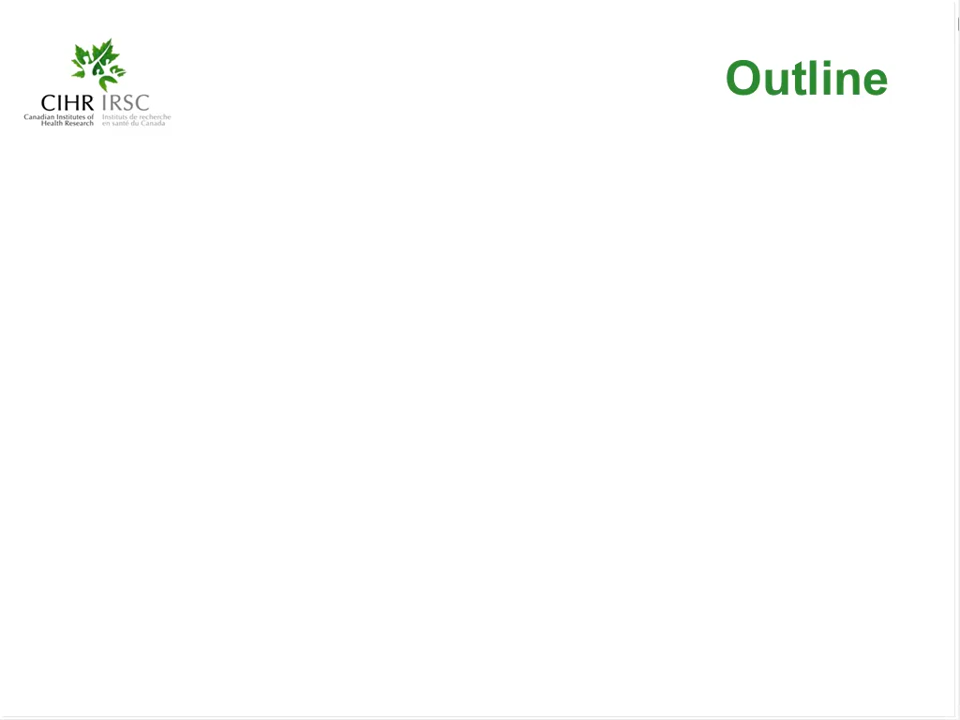 Outline
CIHR IRSC
Canadian Institutes of Instituts de recherche
Health Research en santé du Canada